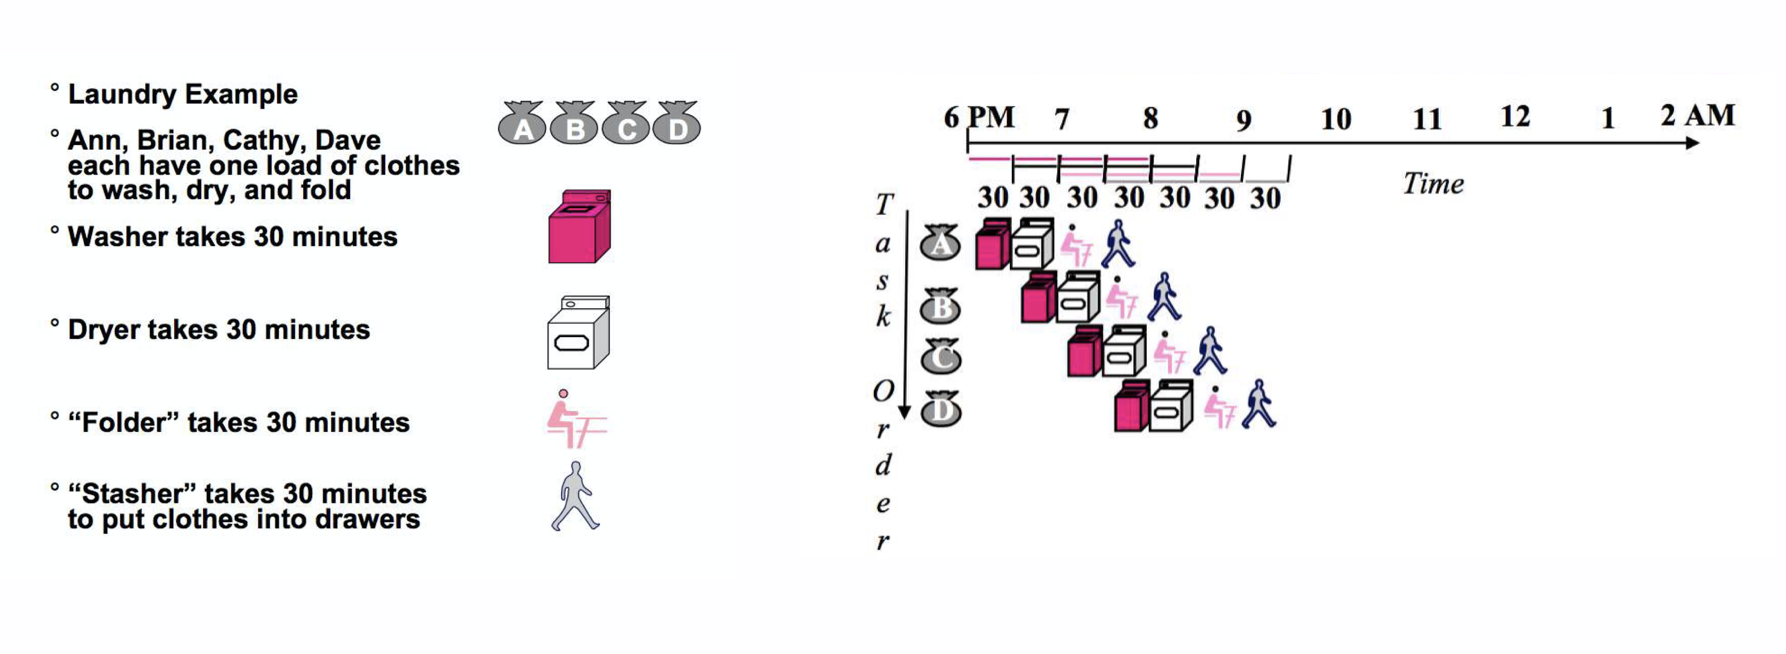 ° Laundry Example
° Ann, Brian, Cathy, Dave
each have one load of clothes
to wash, dry, and fold
A B C D
° Washer takes 30 minutes
° Dryer takes 30 minutes
° “Folder” takes 30 minutes
° “Stasher” takes 30 minutes
to put clothes into drawers
6 PM 7 8 9 10 11 12 1 2 AM
Time
30 30 30 30 30 30 30
Task
Order
A
B
C
D